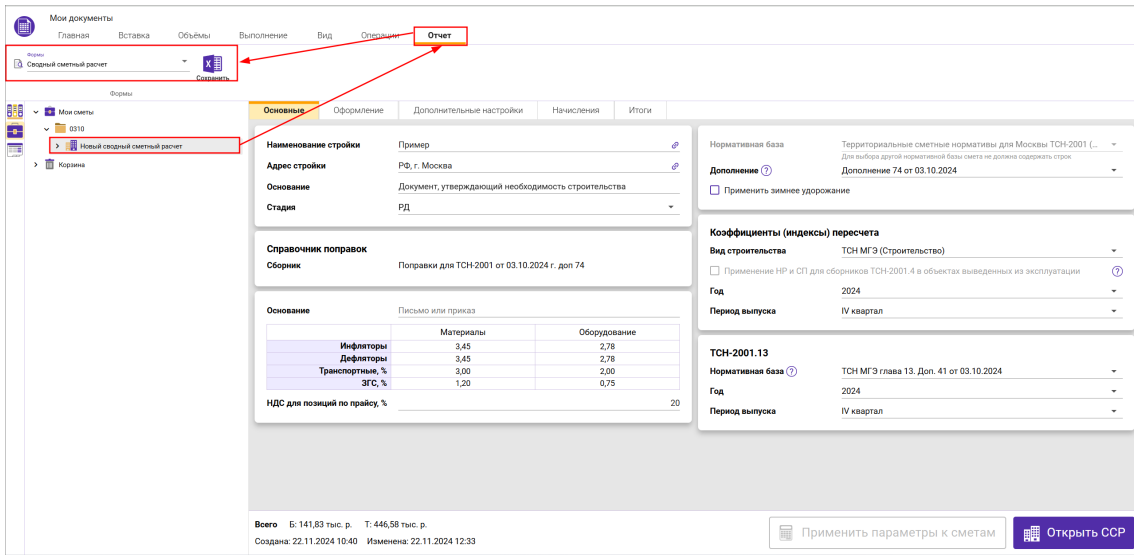 Мои документы
Главная Вставка Объёмы Выполнение Вид Операции Отчет
Формы
Сводный сметный расчет
Сохранить
Формы
Мои сметы
0310
Новый сводный сметный расчет
Корзина
Основные Оформление Дополнительные настройки Начисления Итоги
Наименование стройки Пример
Адрес стройки РФ, г. Москва
Основание Документ, утверждающий необходимость строительства
Стадия РД
Справочник поправок
Сборник Поправки для ТСН-2001 от 03.10.2024 г. доп 74
Основание Письмо или приказ
Материалы Оборудование
Инфляторы 3,45 2,78
Дефляторы 3,45 2,78
Транспортные, % 3,00 2,00
ЗГС, % 1,20 0,75
НДС для позиций по прайсу, % 20
Нормативная база Территориальные сметные нормативы для Москвы ТСН-2001 (...
Для выбора другой нормативной базы смета не должна содержать строк
Дополнение ? Дополнение 74 от 03.10.2024
Применить зимнее удорожание
Коэффициенты (индексы) пересчета
Вид строительства ТСН МГЭ (Строительство)
Применение НР и СП для сборников ТСН-2001.4 в объектах выведенных из эксплуатации ?
Год 2024
Период выпуска IV квартал
ТСН-2001.13
Нормативная база ? ТСН МГЭ глава 13. Доп. 41 от 03.10.2024
Год 2024
Период выпуска IV квартал
Всего Б: 141,83 тыс. р. Т: 446,58 тыс. р.
Создана: 22.11.2024 10:40 Изменена: 22.11.2024 12:33
Применить параметры к сметам
Открыть ССР